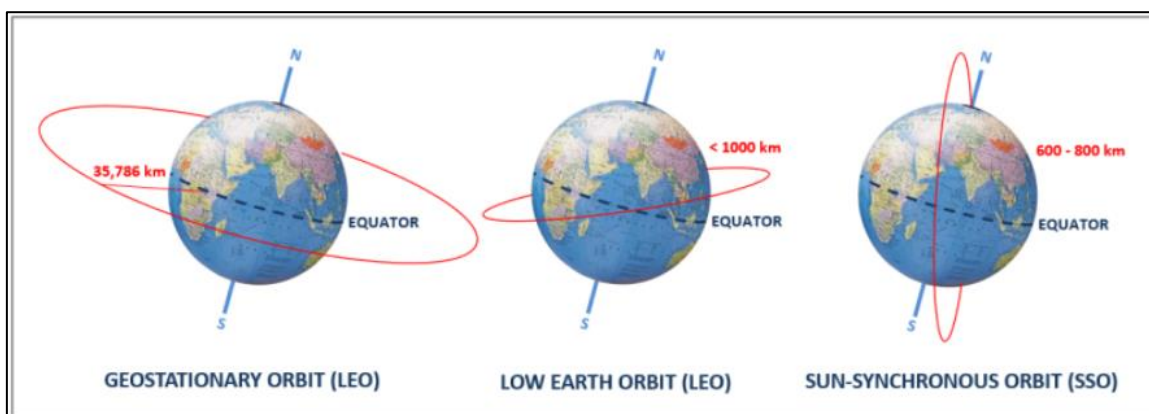 N
35,786 km
EQUATOR
S
GEOSTATIONARY ORBIT (LEO)
N
< 1000 km
EQUATOR
S
LOW EARTH ORBIT (LEO)
N
600 - 800 km
EQUATOR
S
SUN-SYNCHRONOUS ORBIT (SSO)